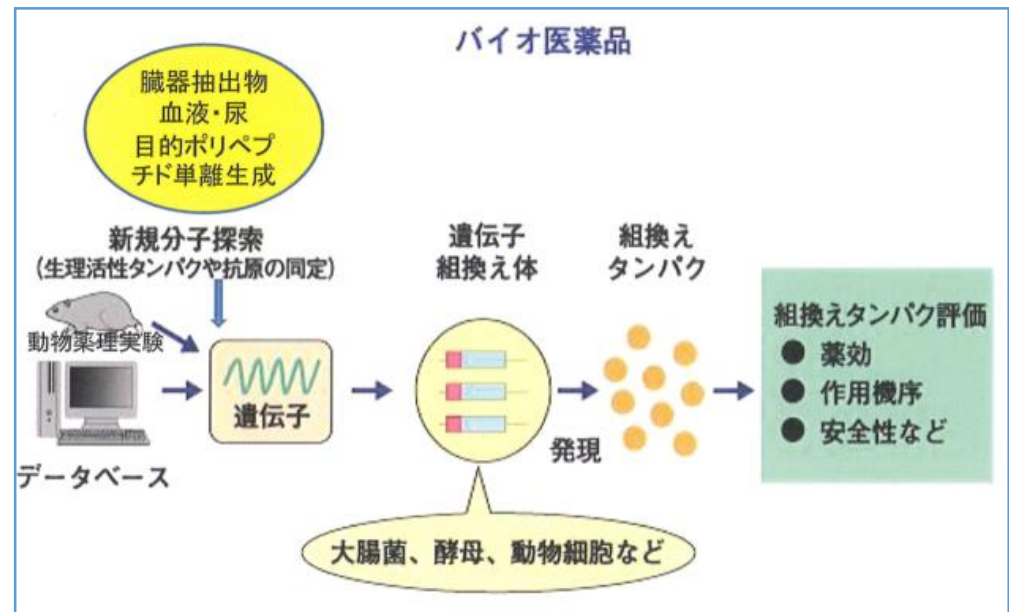 バイオ医薬品
臓器抽出物
血液・尿
目的ポリペプ
チド単離生成
新規分子探索
(生理活性タンパクや抗原の同定)
動物薬理実験
データベース
遺伝子
遺伝子
組換え体
発現
組換え
タンパク
組換えタンパク評価
● 薬効
● 作用機序
● 安全性など
大腸菌、酵母、動物細胞など